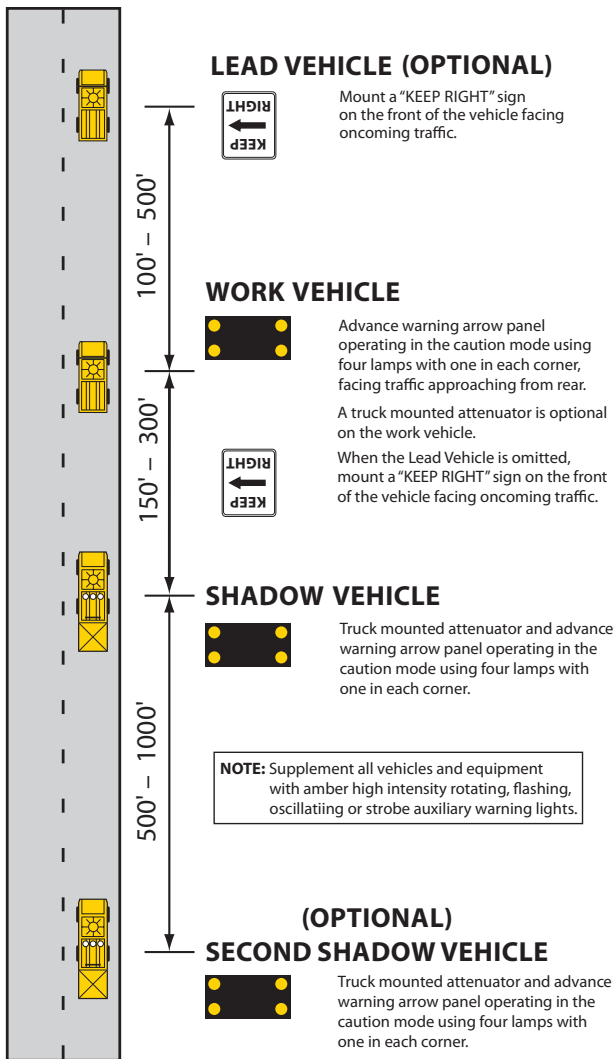 LEAD VEHICLE (OPTIONAL)
KEEP
RIGHT
Mount a "KEEP RIGHT" sign
on the front of the vehicle facing
oncoming traffic.
100' – 500'
WORK VEHICLE
Advance warning arrow panel
operating in the caution mode using
four lamps with one in each corner,
facing traffic approaching from rear.
A truck mounted attenuator is optional
on the work vehicle.
When the Lead Vehicle is omitted,
mount a "KEEP RIGHT" sign on the front
of the vehicle facing oncoming traffic.
KEEP
RIGHT
150' – 300'
SHADOW VEHICLE
Truck mounted attenuator and advance
warning arrow panel operating in the
caution mode using four lamps with
one in each corner.
500' – 1000'
NOTE: Supplement all vehicles and equipment
with amber high intensity rotating, flashing,
oscillatiing or strobe auxiliary warning lights.
(OPTIONAL)
SECOND SHADOW VEHICLE
Truck mounted attenuator and advance
warning arrow panel operating in the
caution mode using four lamps with
one in each corner.